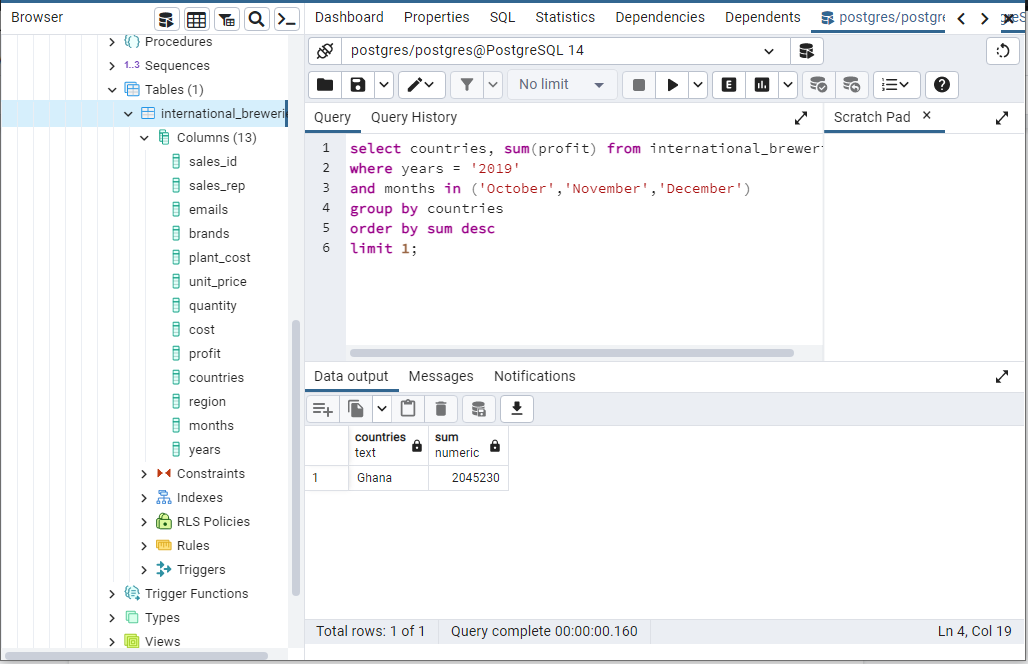 Browser
Procedures
1..3 Sequences
Tables (1)
international_breweri
Columns (13)
sales_id
sales_rep
emails
brands
plant_cost
unit_price
quantity
cost
profit
countries
region
months
years
Constraints
Indexes
RLS Policies
Rules
Triggers
Trigger Functions
Types
Views
Dashboard Properties SQL Statistics Dependencies Dependents postgres/postgre
postgres/postgres@PostgreSQL 14
No limit
E
Query Query History
Scratch Pad
1 select countries, sum(profit) from international_brewer
2 where years = '2019'
3 and months in ('October','November','December')
4 group by countries
5 order by sum desc
6 limit 1;
Data output Messages Notifications
countries sum
text numeric
1 Ghana 2045230
Total rows: 1 of 1 Query complete 00:00:00.160 Ln 4, Col 19